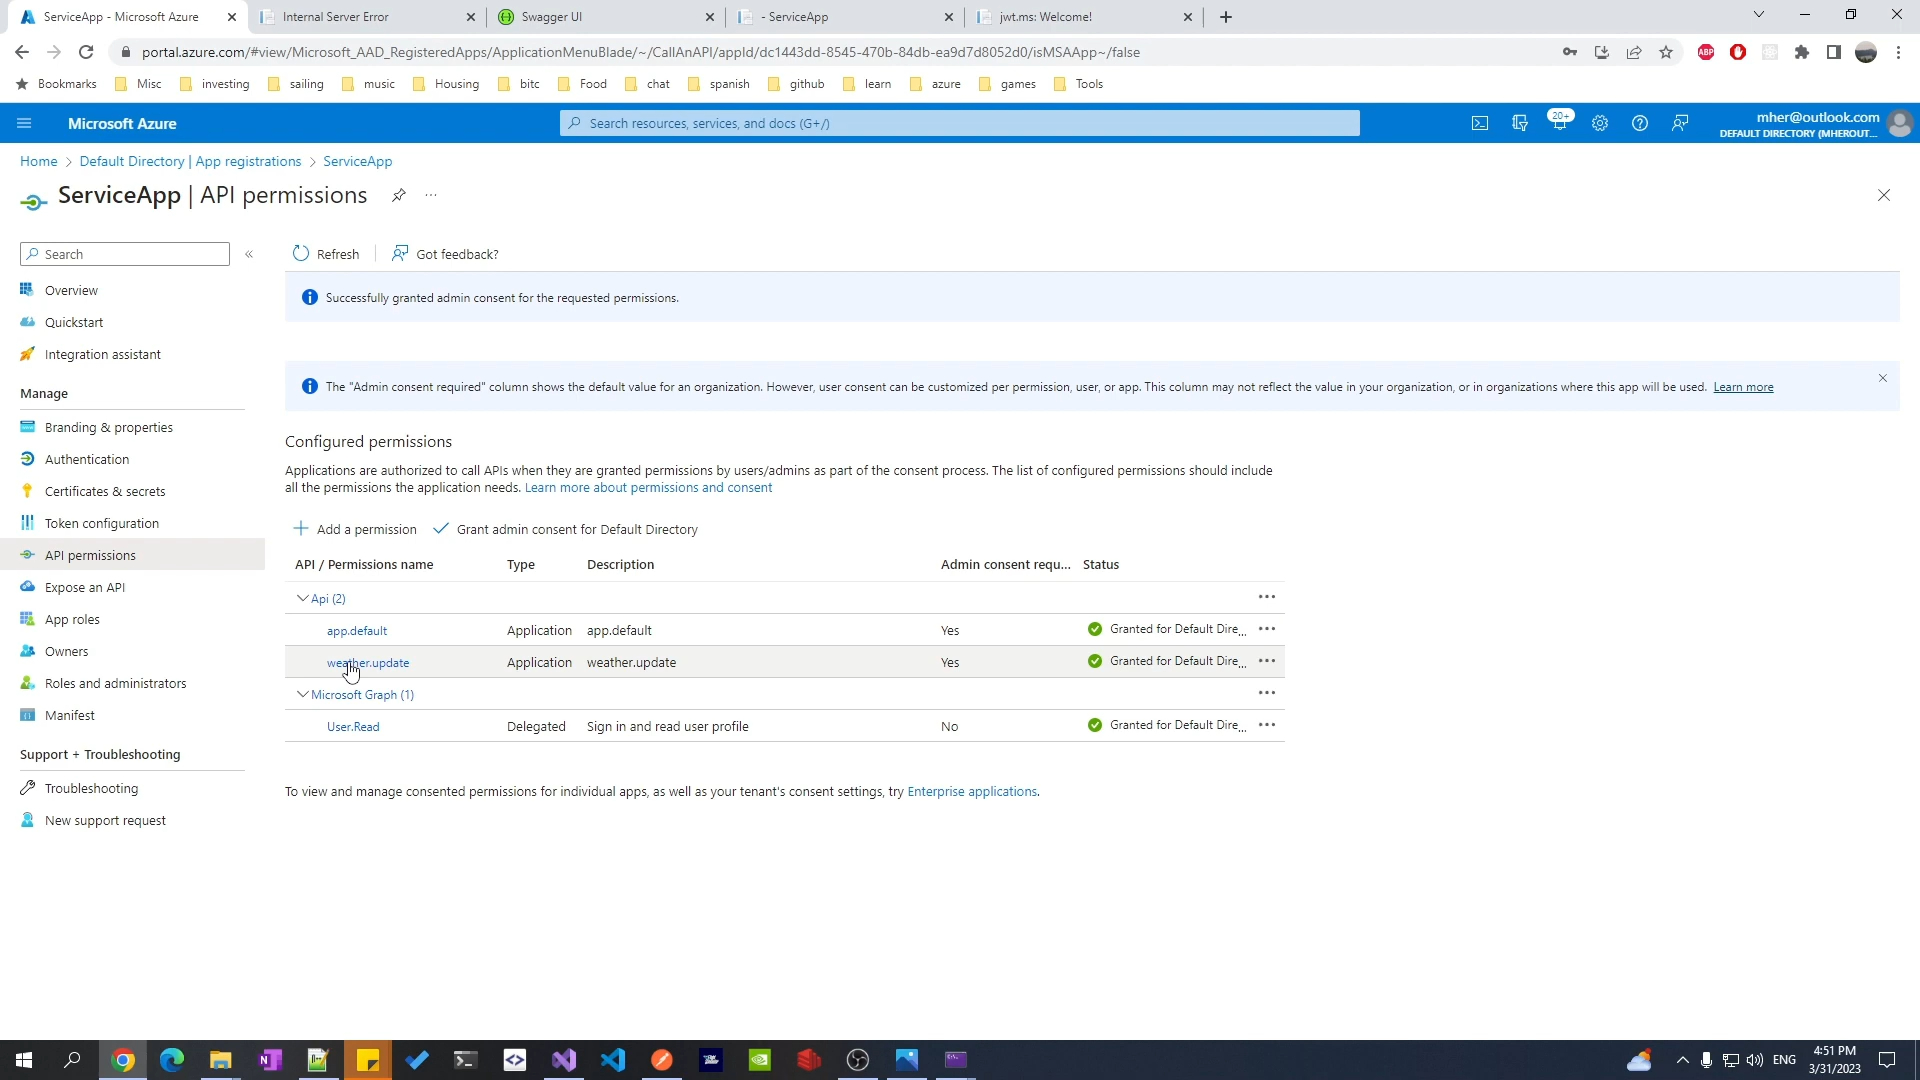 ServiceApp - Microsoft Azure
Internal Server Error
Swagger UI
- ServiceApp
jwt.ms: Welcome!
portal.azure.com/#view/Microsoft_AAD_RegisteredApps/ApplicationMenuBlade/~/CallAnAPI/appId/dc1443dd-8545-470b-84db-ea9d7d8052d0/isMSAApp~/false
ABP
Bookmarks Misc investing sailing music Housing bitc Food chat spanish github learn azure games Tools
Microsoft Azure
Search resources, services, and docs (G+/)
20+
mher@outlook.com
DEFAULT DIRECTORY (MHEROUT...
Home > Default Directory | App registrations > ServiceApp
ServiceApp | API permissions
Search
Refresh
Got feedback?
Overview
Quickstart
Integration assistant
Manage
Branding & properties
Authentication
Certificates & secrets
Token configuration
API permissions
Expose an API
App roles
Owners
Roles and administrators
Manifest
Support + Troubleshooting
Troubleshooting
New support request
Successfully granted admin consent for the requested permissions.
The "Admin consent required" column shows the default value for an organization. However, user consent can be customized per permission, user, or app. This column may not reflect the value in your organization, or in organizations where this app will be used. Learn more
Configured permissions
Applications are authorized to call APIs when they are granted permissions by users/admins as part of the consent process. The list of configured permissions should include
all the permissions the application needs. Learn more about permissions and consent
Add a permission
Grant admin consent for Default Directory
API / Permissions name Type Description Admin consent requ... Status
Api (2)
app.default Application app.default Yes Granted for Default Dire...
weather.update Application weather.update Yes Granted for Default Dire...
Microsoft Graph (1)
User.Read Delegated Sign in and read user profile No Granted for Default Dire...
To view and manage consented permissions for individual apps, as well as your tenant's consent settings, try Enterprise applications.
ENG
4:51 PM
3/31/2023